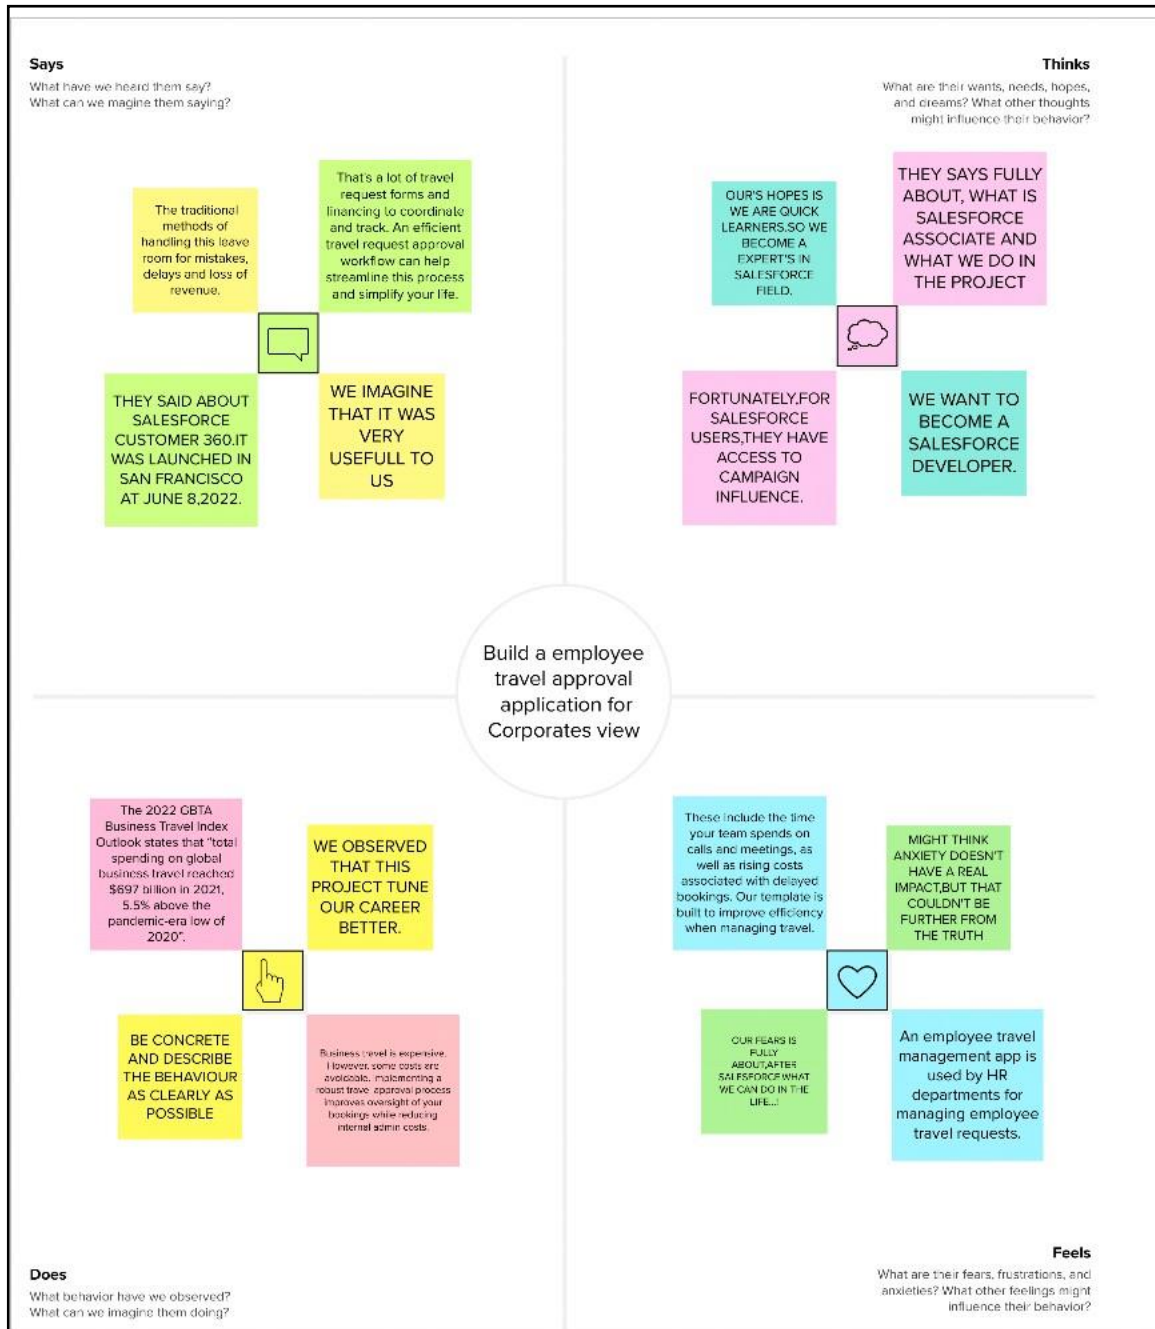 Says
What have we heard them say?
What can we magine them saying?
Thinks
What are their wants, needs, hopes,
and dreams? What other thoughts
might influence their behavior?
The traditional
methods of
handling this leave
room for mistakes,
delays and loss of
revenue.
That's a lot of travel
request forms and
financing to coordinate
and track. An efficient
travel request approval
workflow can help
streamline this process
and simplify your life.
THEY SAID ABOUT
SALESFORCE
CUSTOMER 360.IT
WAS LAUNCHED IN
SAN FRANCISCO
AT JUNE 8,2022.
WE IMAGINE
THAT IT WAS
VERY
USEFULL TO
US
OUR'S HOPES IS
WE ARE QUICK
LEARNERS.SO WE
BECOME A
EXPERT'S IN
SALESFORCE
FIELD.
THEY SAYS FULLY
ABOUT, WHAT IS
SALESFORCE
ASSOCIATE AND
WHAT WE DO IN
THE PROJECT
FORTUNATELY,FOR
SALESFORCE
USERS,THEY HAVE
ACCESS TO
CAMPAIGN
INFLUENCE.
WE WANT TO
BECOME A
SALESFORCE
DEVELOPER.
Build a employee
travel approval
application for
Corporates view
The 2022 GBTA
Business Travel Index
Outlook states that "total
spending on global
business travel reached
$697 billion in 2021,
5.5% above the
pandemic-era low of
2020".
WE OBSERVED
THAT THIS
PROJECT TUNE
OUR CAREER
BETTER.
BE CONCRETE
AND DESCRIBE
THE BEHAVIOUR
AS CLEARLY AS
POSSIBLE
Business travel is expensive.
However, some costs are
avoidable. Implementing a
robust travel approval process
improves oversight of your
bookings while reducing
internal admin costs.
These include the time
your team spends on
calls and meetings, as
well as rising costs
associated with delayed
bookings. Our template is
built to improve efficiency
when managing travel.
MIGHT THINK
ANXIETY DOESN'T
HAVE A REAL
IMPACT,BUT THAT
COULDN'T BE
FURTHER FROM
THE TRUTH
OUR FEARS IS
FULLY
ABOUT,AFTER
SALESFORCE WHAT
WE CAN DO IN THE
LIFE...!
An employee travel
management app is
used by HR
departments for
managing employee
travel requests.
Does
What behavior have we observed?
What can we imagine them doing?
Feels
What are their fears, frustrations, and
anxieties? What other feelings might
influence their behavior?